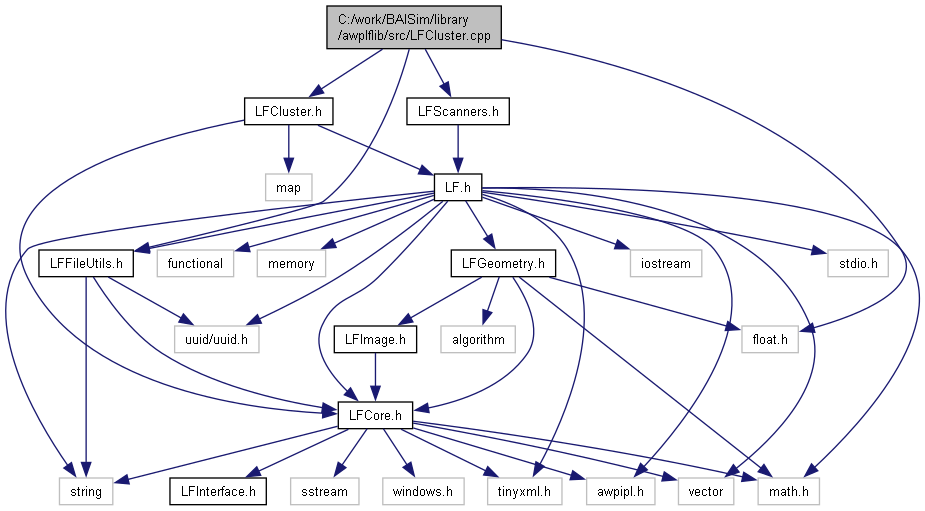 C:/work/BAISim/library
/awplflib/src/LFCluster.cpp
LFCluster.h
LFScanners.h
map
LF.h
LFFileUtils.h
functional
memory
LFGeometry.h
iostream
stdio.h
uuid/uuid.h
LFImage.h
algorithm
float.h
LFCore.h
string
LFInterface.h
sstream
windows.h
tinyxml.h
awpipl.h
vector
math.h